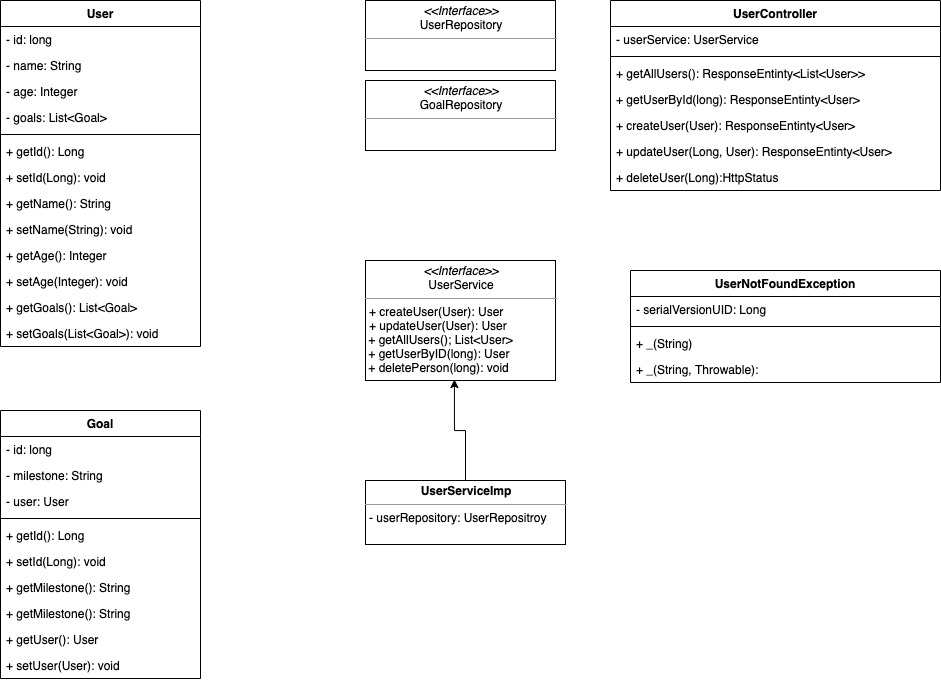 User
- id: long
- name: String
- age: Integer
- goals: List<Goal>
+ getId(): Long
+ setId(Long): void
+ getName(): String
+ setName(String): void
+ getAge(): Integer
+ setAge(Integer): void
+ getGoals(): List<Goal>
+ setGoals(List<Goal>): void
Goal
- id: long
- milestone: String
- user: User
+ getId(): Long
+ setId(Long): void
+ getMilestone(): String
+ getMilestone(): String
+ getUser(): User
+ setUser(User): void
<<Interface>>
UserRepository
<<Interface>>
GoalRepository
<<Interface>>
UserService
+ createUser(User): User
+ updateUser(User): User
+ getAllUsers(); List<User>
+ getUserByID(long): User
+ deletePerson(long): void
UserServiceImp
- userRepository: UserRepositroy
UserController
- userService: UserService
+ getAllUsers(): ResponseEntinty<List<User>>
+ getUserById(long): ResponseEntinty<User>
+ createUser(User): ResponseEntinty<User>
+ updateUser(Long, User): ResponseEntinty<User>
+ deleteUser(Long):HttpStatus
UserNotFoundException
- serialVersionUID: Long
+ _(String)
+ _(String, Throwable):